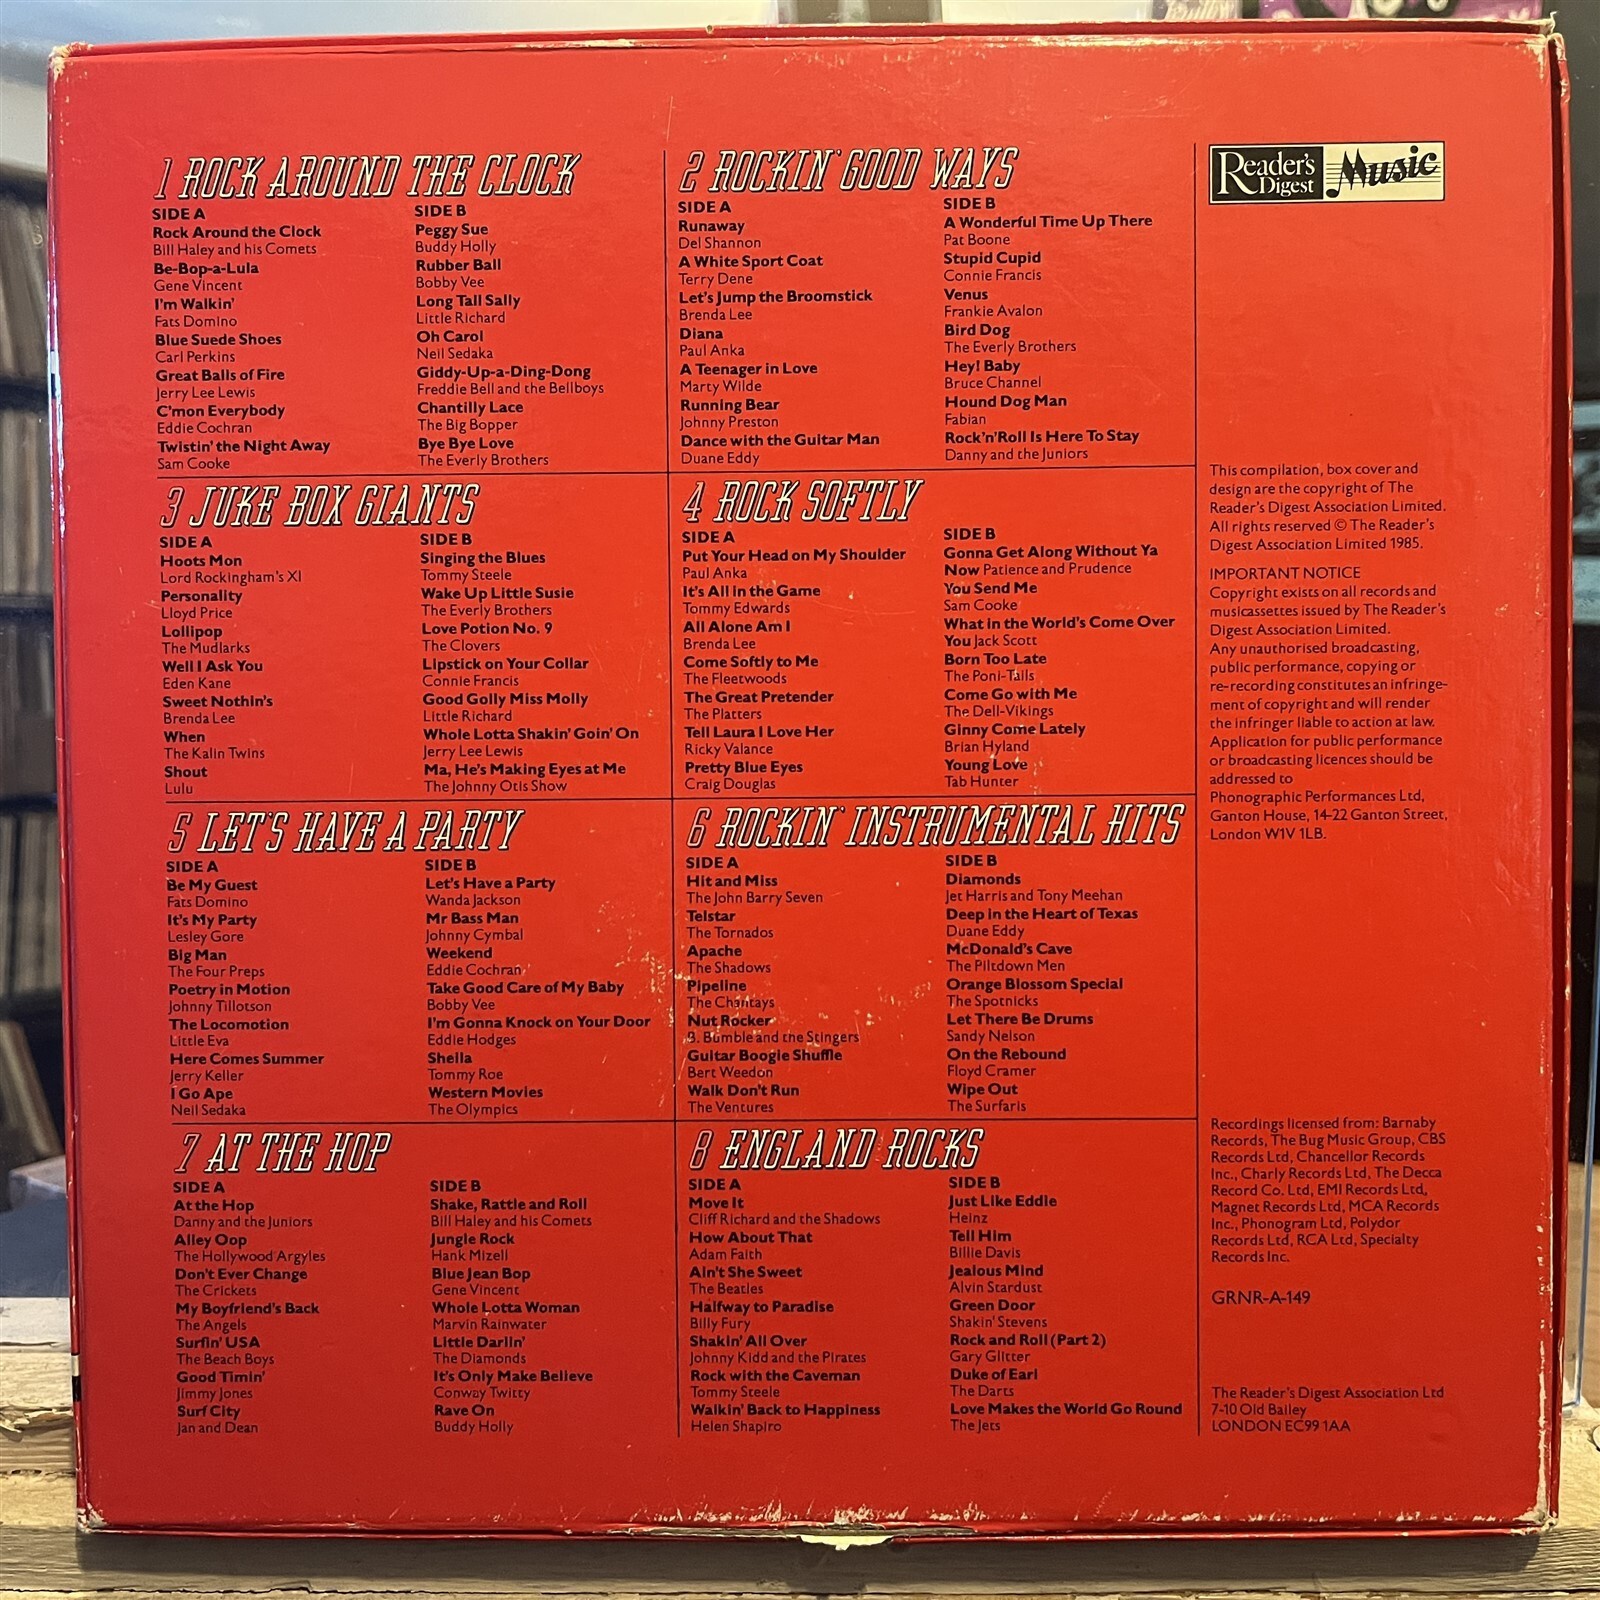 1 ROCK AROUND THE CLOCK
SIDE A
Rock Around the Clock
Bill Haley and his Comets
Be-Bop-a-Lula
Gene Vincent
I'm Walkin'
Fats Domino
Blue Suede Shoes
Carl Perkins
Great Balls of Fire
Jerry Lee Lewis
C'mon Everybody
Eddie Cochran
Twistin' the Night Away
Sam Cooke
SIDE B
Peggy Sue
Buddy Holly
Rubber Ball
Bobby Vee
Long Tall Sally
Little Richard
Oh Carol
Neil Sedaka
Giddy-Up-a-Ding-Dong
Freddie Bell and the Bellboys
Chantilly Lace
The Big Bopper
Bye Bye Love
The Everly Brothers
2 ROCKIN' GOOD WAYS
SIDE A
Runaway
Del Shannon
A White Sport Coat
Terry Dene
Let's Jump the Broomstick
Brenda Lee
Diana
Paul Anka
A Teenager in Love
Marty Wilde
Running Bear
Johnny Preston
Dance with the Guitar Man
Duane Eddy
SIDE B
A Wonderful Time Up There
Pat Boone
Stupid Cupid
Connie Francis
Venus
Frankie Avalon
Bird Dog
The Everly Brothers
Hey! Baby
Bruce Channel
Hound Dog Man
Fabian
Rock'n'Roll Is Here To Stay
Danny and the Juniors
3 JUKE BOX GIANTS
SIDE A
Hoots Mon
Lord Rockingham's XI
Personality
Lloyd Price
Lollipop
The Mudlarks
Well I Ask You
Eden Kane
Sweet Nothin's
Brenda Lee
When
The Kalin Twins
Shout
Lulu
SIDE B
Singing the Blues
Tommy Steele
Wake Up Little Susie
The Everly Brothers
Love Potion No. 9
The Clovers
Lipstick on Your Collar
Connie Francis
Good Golly Miss Molly
Little Richard
Whole Lotta Shakin' Goin' On
Jerry Lee Lewis
Ma, He's Making Eyes at Me
The Johnny Otis Show
4 ROCK SOFTLY
SIDE A
Put Your Head on My Shoulder
Paul Anka
It's All In the Game
Tommy Edwards
All Alone Am I
Brenda Lee
Come Softly to Me
The Fleetwoods
The Great Pretender
The Platters
Tell Laura I Love Her
Ricky Valance
Pretty Blue Eyes
Craig Douglas
SIDE B
Gonna Get Along Without Ya
Now Patience and Prudence
You Send Me
Sam Cooke
What in the World's Come Over
You Jack Scott
Born Too Late
The Poni-Tails
Come Go with Me
The Dell-Vikings
Ginny Come Lately
Brian Hyland
Young Love
Tab Hunter
5 LET'S HAVE A PARTY
SIDE A
Be My Guest
Fats Domino
It's My Party
Lesley Gore
Big Man
The Four Preps
Poetry in Motion
Johnny Tillotson
The Locomotion
Little Eva
Here Comes Summer
Jerry Keller
I Go Ape
Neil Sedaka
SIDE B
Let's Have a Party
Wanda Jackson
Mr Bass Man
Johnny Cymbal
Weekend
Eddie Cochran
Take Good Care of My Baby
Bobby Vee
I'm Gonna Knock on Your Door
Eddie Hodges
Sheila
Tommy Roe
Western Movies
The Olympics
6 ROCKIN' INSTRUMENTAL HITS
SIDE A
Hit and Miss
The John Barry Seven
Telstar
The Tornados
Apache
The Shadows
Pipeline
The Chantays
Nut Rocker
B. Bumble and the Stingers
Guitar Boogie Shuffle
Bert Weedon
Walk Don't Run
The Ventures
SIDE B
Diamonds
Jet Harris and Tony Meehan
Deep in the Heart of Texas
Duane Eddy
McDonald's Cave
The Piltdown Men
Orange Blossom Special
The Spotnicks
Let There Be Drums
Sandy Nelson
On the Rebound
Floyd Cramer
Wipe Out
The Surfaris
7 AT THE HOP
SIDE A
At the Hop
Danny and the Juniors
Alley Oop
The Hollywood Argyles
Don't Ever Change
The Crickets
My Boyfriend's Back
The Angels
Surfin' USA
The Beach Boys
Good Timin'
Jimmy Jones
Surf City
Jan and Dean
SIDE B
Shake, Rattle and Roll
Bill Haley and his Comets
Jungle Rock
Hank Mizell
Blue Jean Bop
Gene Vincent
Whole Lotta Woman
Marvin Rainwater
Little Darlin'
The Diamonds
It's Only Make Believe
Conway Twitty
Rave On
Buddy Holly
8 ENGLAND ROCKS
SIDE A
Move It
Cliff Richard and the Shadows
How About That
Adam Faith
Ain't She Sweet
The Beatles
Halfway to Paradise
Billy Fury
Shakin' All Over
Johnny Kidd and the Pirates
Rock with the Caveman
Tommy Steele
Walkin' Back to Happiness
Helen Shapiro
SIDE B
Just Like Eddie
Heinz
Tell Him
Billie Davis
Jealous Mind
Alvin Stardust
Green Door
Shakin' Stevens
Rock and Roll (Part 2)
Gary Glitter
Duke of Earl
The Darts
Love Makes the World Go Round
The Jets
Reader's Digest Music
This compilation, box cover and
design are the copyright of The
Reader's Digest Association Limited.
All rights reserved © The Reader's
Digest Association Limited 1985.
IMPORTANT NOTICE
Copyright exists on all records and
musicassettes issued by The Reader's
Digest Association Limited.
Any unauthorised broadcasting,
public performance, copying or
re-recording constitutes an infringe-
ment of copyright and will render
the infringer liable to action at law.
Application for public performance
or broadcasting licences should be
addressed to
Phonographic Performances Ltd,
Ganton House, 14-22 Ganton Street,
London W1V 1LB.
Recordings licensed from: Barnaby
Records, The Bug Music Group, CBS
Records Ltd, Chancellor Records
Inc., Charly Records Ltd, The Decca
Record Co. Ltd, EMI Records Ltd,
Magnet Records Ltd, MCA Records
Inc., Phonogram Ltd, Polydor
Records Ltd, RCA Ltd, Specialty
Records Inc.
GRNR-A-149
The Reader's Digest Association Ltd
7-10 Old Bailey
LONDON EC99 1AA